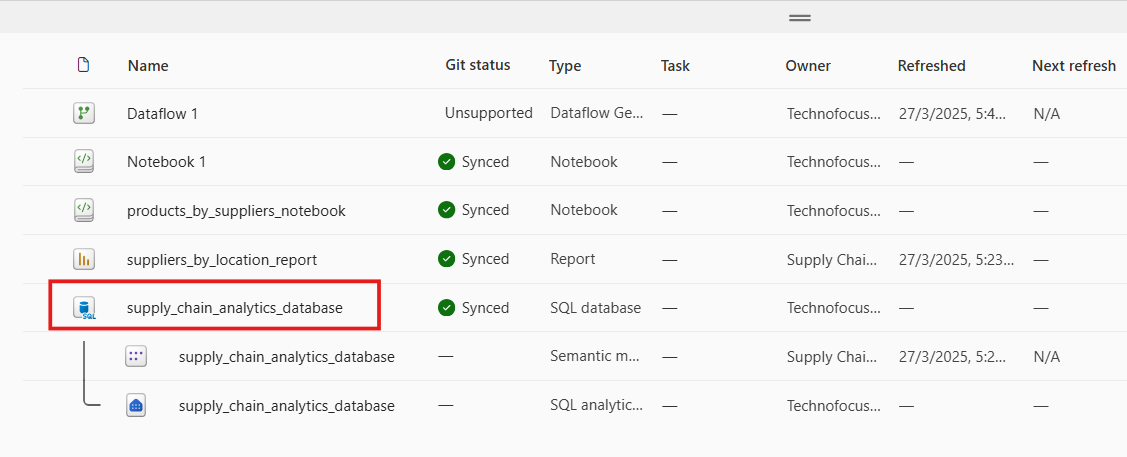 Name Git status Type Task Owner Refreshed Next refresh
Dataflow 1 Unsupported Dataflow Ge... — Technofocus... 27/3/2025, 5:4... N/A
Notebook 1 Synced Notebook — Technofocus... — —
products_by_suppliers_notebook Synced Notebook — Technofocus... — —
suppliers_by_location_report Synced Report — Supply Chai... 27/3/2025, 5:23... —
SQL supply_chain_analytics_database Synced SQL database — Technofocus... — —
supply_chain_analytics_database — Semantic m... — Supply Chai... 27/3/2025, 5:2... N/A
supply_chain_analytics_database — SQL analytic... — Technofocus... — —